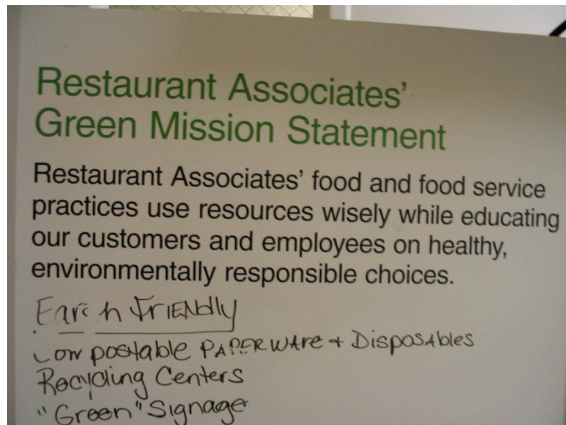 Restaurant Associates'
Green Mission Statement
Restaurant Associates' food and food service
practices use resources wisely while educating
our customers and employees on healthy,
environmentally responsible choices.
Earth Friendly
Compostable PAPERWAre + Disposables
Recycling Centers
"Green" Signage